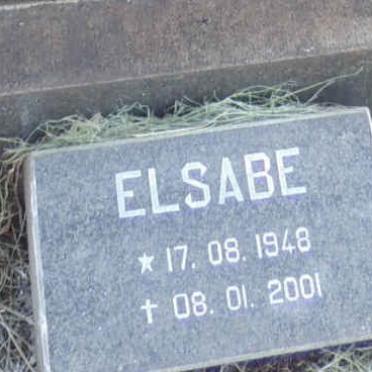 ELSABE
★ 17. 08. 1948
✝ 08. 01. 2001